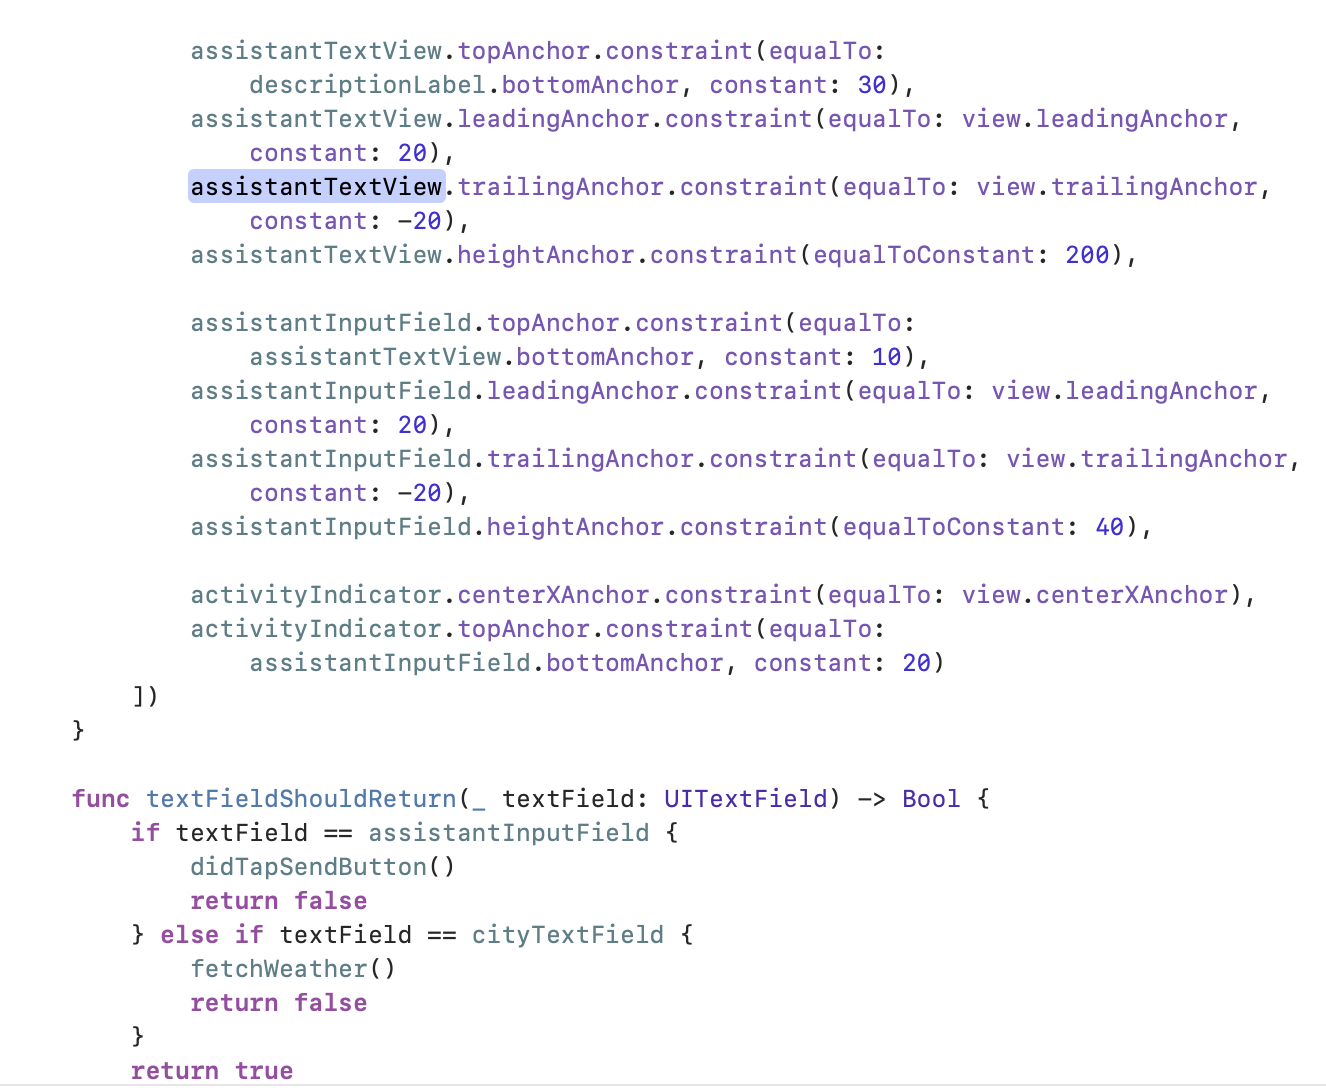 assistantTextView.topAnchor.constraint(equalTo:
descriptionLabel.bottomAnchor, constant: 30),
assistantTextView.leadingAnchor.constraint(equalTo: view.leadingAnchor,
constant: 20),
assistantTextView.trailingAnchor.constraint(equalTo: view.trailingAnchor,
constant: -20),
assistantTextView.heightAnchor.constraint(equalToConstant: 200),
assistantInputField.topAnchor.constraint(equalTo:
assistantTextView.bottomAnchor, constant: 10),
assistantInputField.leadingAnchor.constraint(equalTo: view.leadingAnchor,
constant: 20),
assistantInputField.trailingAnchor.constraint(equalTo: view.trailingAnchor,
constant: -20),
assistantInputField.heightAnchor.constraint(equalToConstant: 40),
activityIndicator.centerXAnchor.constraint(equalTo: view.centerXAnchor),
activityIndicator.topAnchor.constraint(equalTo:
assistantInputField.bottomAnchor, constant: 20)
])
}
func textFieldShouldReturn(_ textField: UITextField) -> Bool {
if textField == assistantInputField {
didTapSendButton()
return false
} else if textField == cityTextField {
fetchWeather()
return false
}
return true